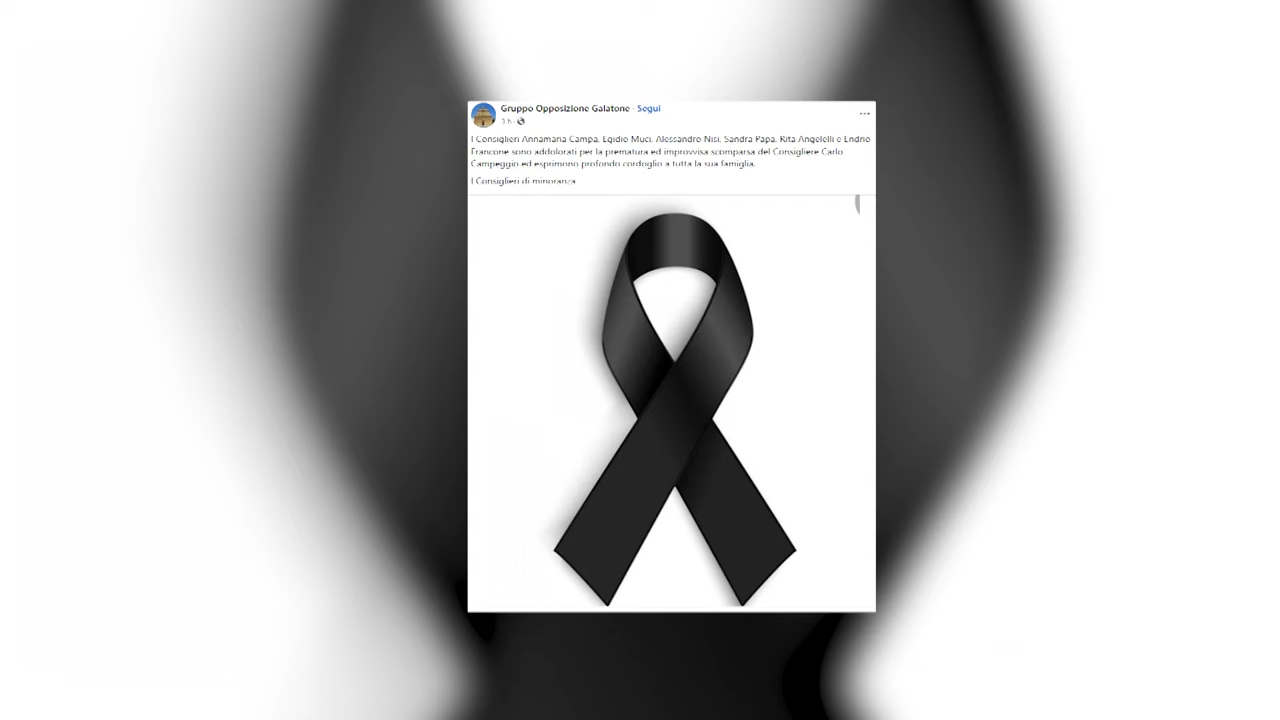 Gruppo Opposizione Galatone · Segui
3 h ·
I Consiglieri Annamaria Campa, Egidio Muci, Alessandro Nisi, Sandra Papa, Rita Angelelli e Endrio
Francone sono addolorati per la prematura ed improvvisa scomparsa del Consigliere Carlo
Campeggio ed esprimono profondo cordoglio a tutta la sua famiglia.
I Consiglieri di minoranza